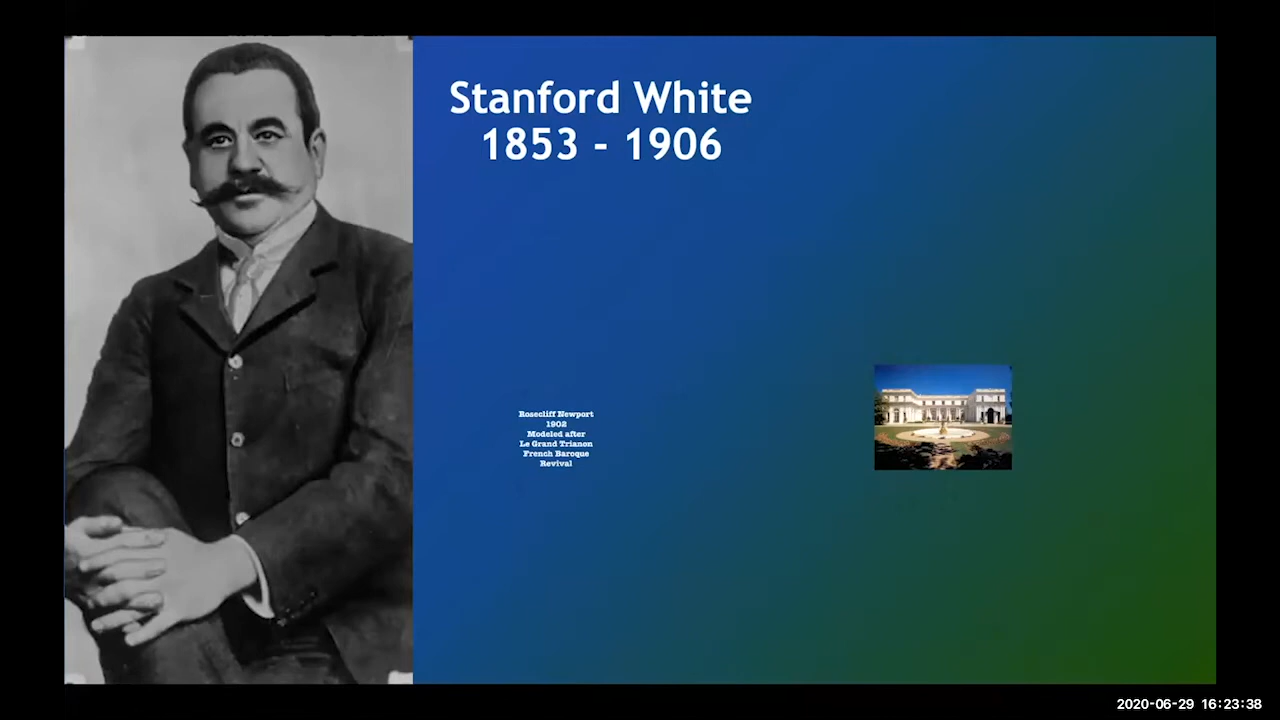 Stanford White
1853 - 1906
Rosecliff Newport
1902
Modeled after
Le Grand Trianon
French Baroque
Revival
2020-06-29 16:23:38